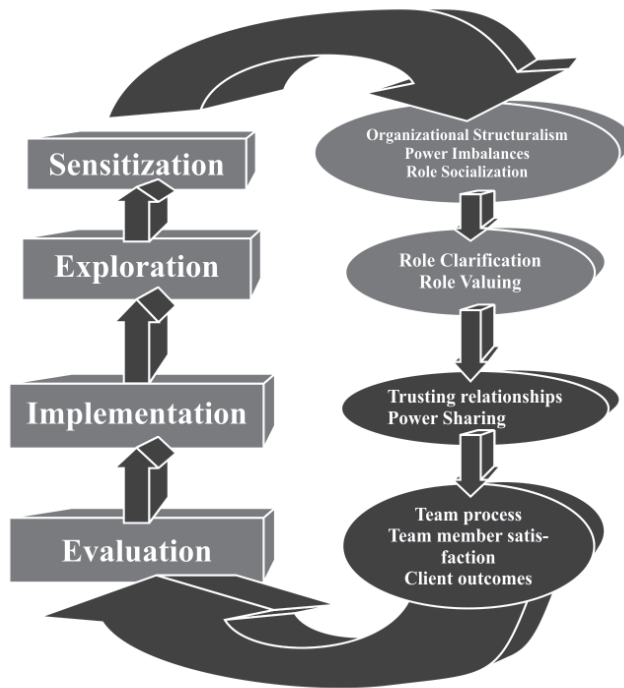 Sensitization
Exploration
Implementation
Evaluation
Organizational Structuralism
Power Imbalances
Role Socialization
Role Clarification
Role Valuing
Trusting relationships
Power Sharing
Team process
Team member satis-
faction
Client outcomes